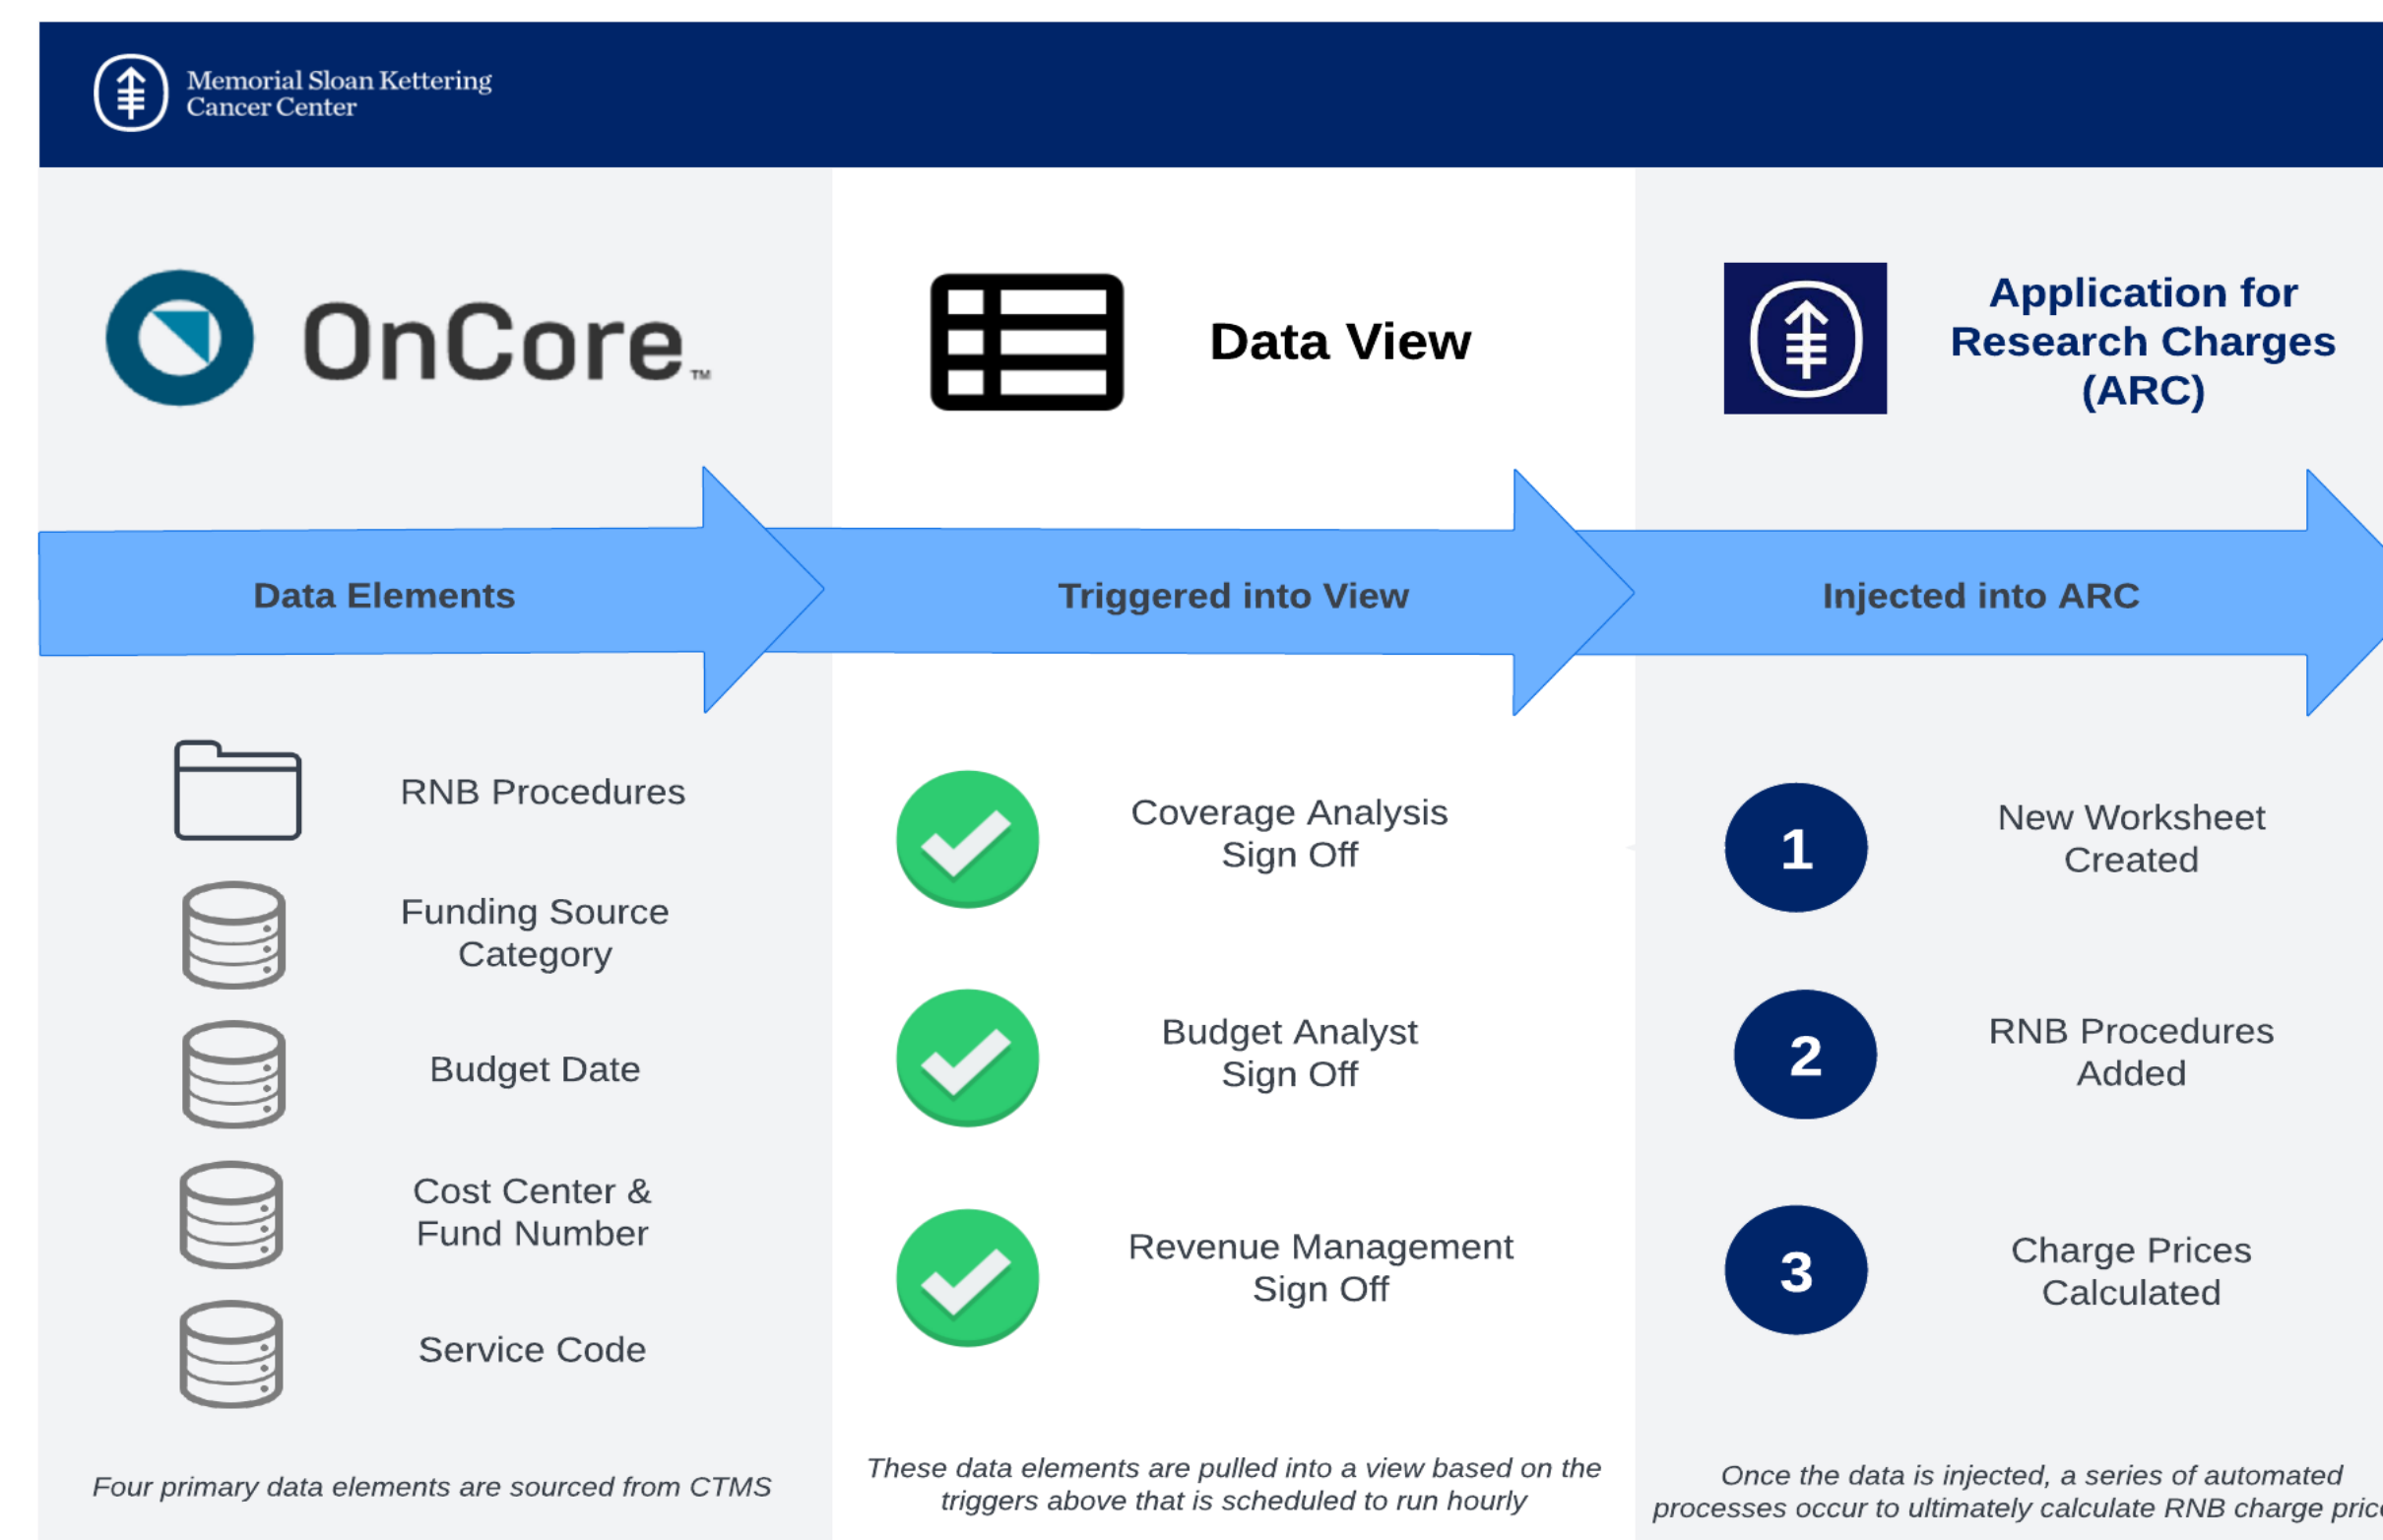 Memorial Sloan Kettering
Cancer Center
OnCore™
Data View
Application for
Research Charges
(ARC)
Data Elements
Triggered into View
Injected into ARC
RNB Procedures
Funding Source
Category
Budget Date
Cost Center &
Fund Number
Service Code
Four primary data elements are sourced from CTMS
Coverage Analysis
Sign Off
Budget Analyst
Sign Off
Revenue Management
Sign Off
These data elements are pulled into a view based on the
triggers above that is scheduled to run hourly
1
New Worksheet
Created
2
RNB Procedures
Added
3
Charge Prices
Calculated
Once the data is injected, a series of automated
processes occur to ultimately calculate RNB charge